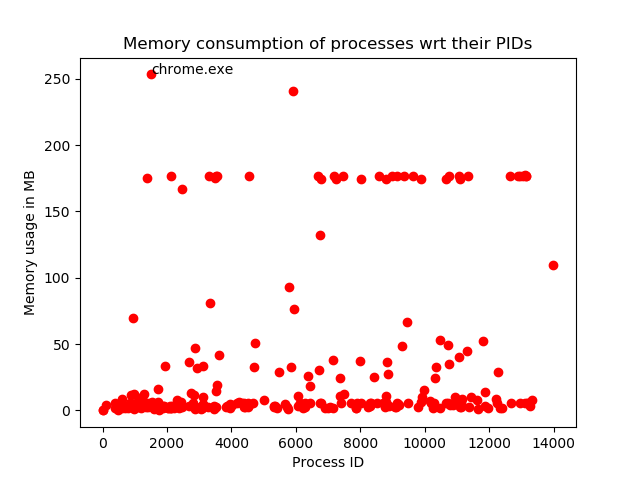 Memory consumption of processes wrt their PIDs
chrome.exe
250
200
150
100
50
0
Memory usage in MB
0 2000 4000 6000 8000 10000 12000 14000
Process ID